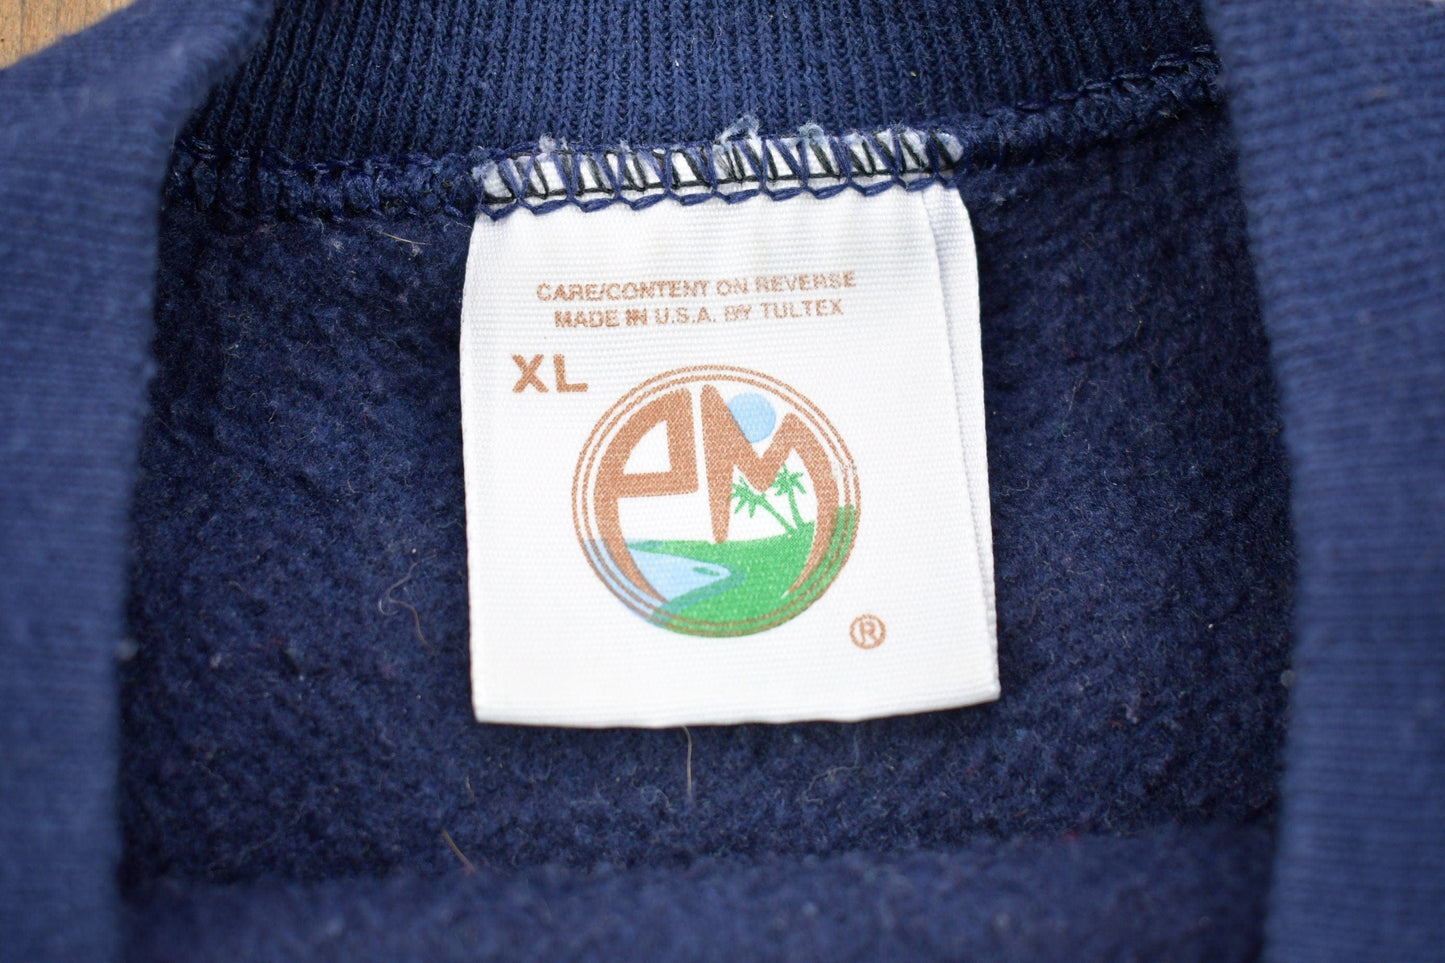 CARE/CONTENT ON REVERSE
MADE IN U.S.A. BY TULTEX
XL
PM
®